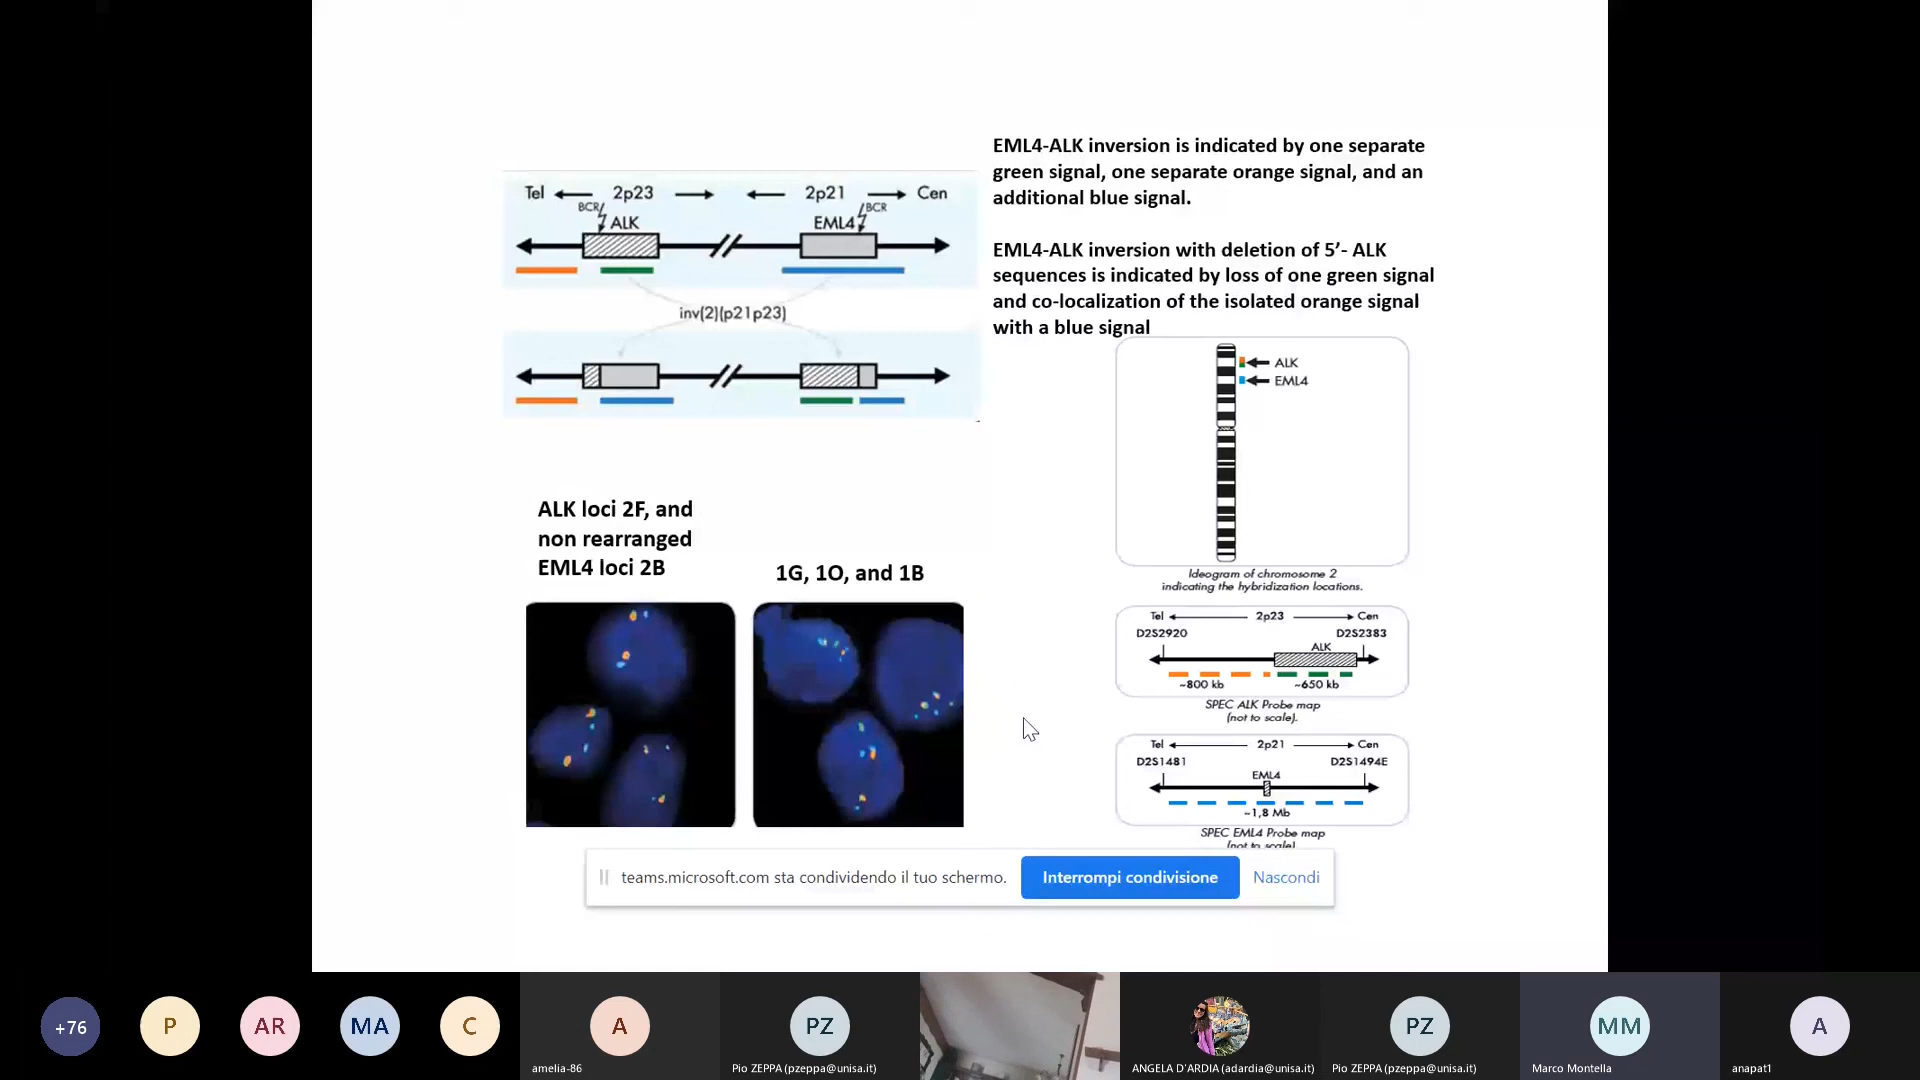 EML4-ALK inversion is indicated by one separate
green signal, one separate orange signal, and an
additional blue signal.
EML4-ALK inversion with deletion of 5’- ALK
sequences is indicated by loss of one green signal
and co-localization of the isolated orange signal
with a blue signal
Tel 2p23 2p21 Cen
BCR BCR
ALK EML4
inv(2)(p21p23)
ALK
EML4
Ideogram of chromosome 2
indicating the hybridization locations.
ALK loci 2F, and
non rearranged
EML4 loci 2B
1G, 1O, and 1B
Tel 2p23 Cen
D2S2920 D2S2383
ALK
~800 kb ~650 kb
SPEC ALK Probe map
(not to scale).
Tel 2p21 Cen
D2S1481 D2S1494E
EML4
~1,8 Mb
SPEC EML4 Probe map
(not to scale)
teams.microsoft.com sta condividendo il tuo schermo. Interrompi condivisione Nascondi
+76 P AR MA C A PZ PZ MM A
amelia-86 Pio ZEPPA (pzeppa@unisa.it) ANGELA D'ARDIA (adardia@unisa.it) Pio ZEPPA (pzeppa@unisa.it) Marco Montella anapat1